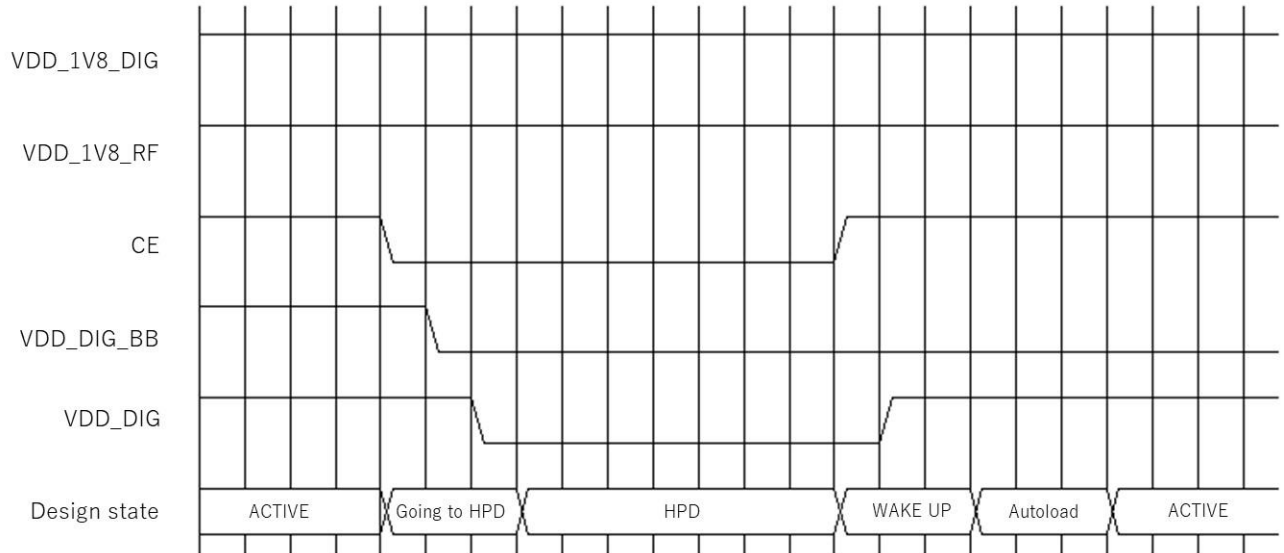 VDD_1V8_DIG
VDD_1V8_RF
CE
VDD_DIG_BB
VDD_DIG
Design state
ACTIVE
Going to HPD
HPD
WAKE UP
Autoload
ACTIVE